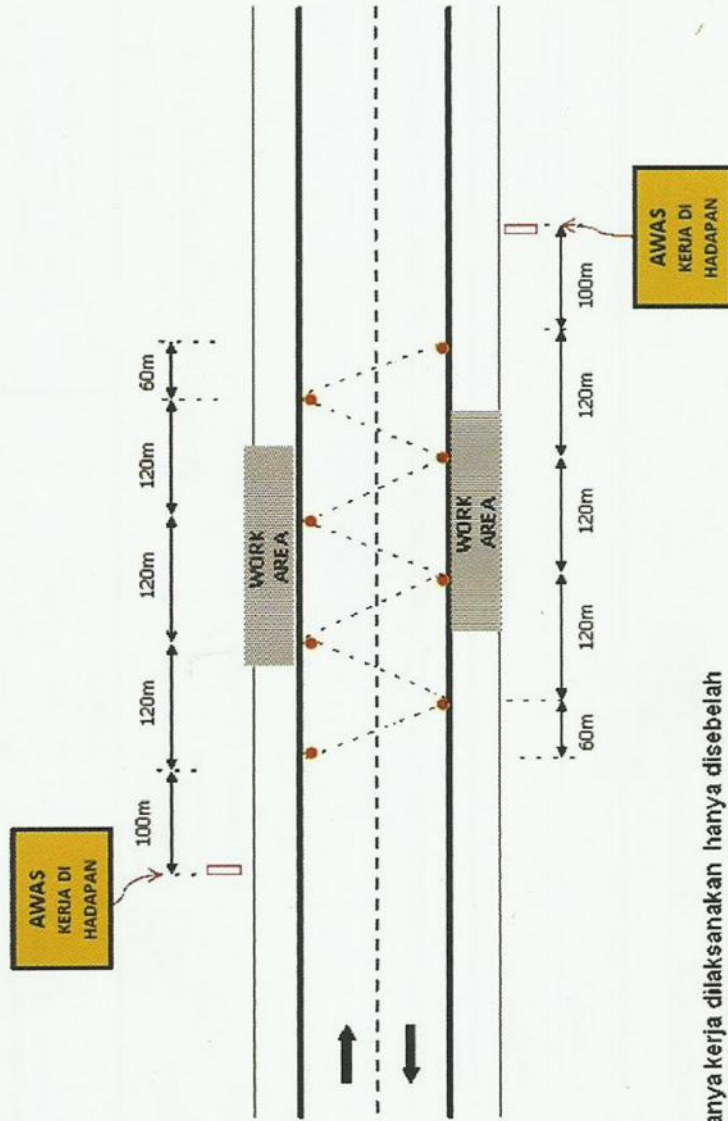 AWAS
KERJA DI
HADAPAN
100m
120m
120m
120m
60m
WORK
AREA
WORK
AREA
60m
120m
120m
120m
100m
AWAS
KERJA DI
HADAPAN
anya kerja dilaksanakan hanya disebelah